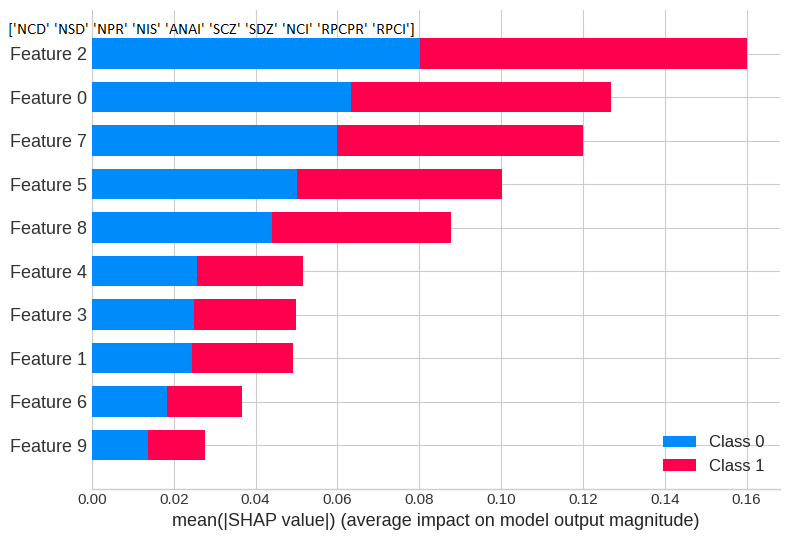 ['NCD' 'NSD' 'NPR' 'NIS' 'ANAI' 'SCZ' 'SDZ' 'NCI' 'RPCPR' 'RPCI']
Feature 2
Feature 0
Feature 7
Feature 5
Feature 8
Feature 4
Feature 3
Feature 1
Feature 6
Feature 9
Class 0
Class 1
0.00 0.02 0.04 0.06 0.08 0.10 0.12 0.14 0.16
mean(|SHAP value|) (average impact on model output magnitude)